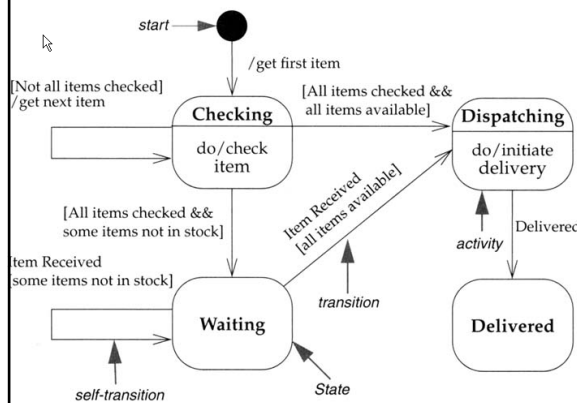 start
/get first item
[Not all items checked]
/get next item
[All items checked &&
all items available]
Checking
do/check
item
Dispatching
do/initiate
delivery
[All items checked &&
some items not in stock]
Item Received
[all items available]
activity
Delivered
Item Received
[some items not in stock]
transition
Waiting
Delivered
self-transition
State